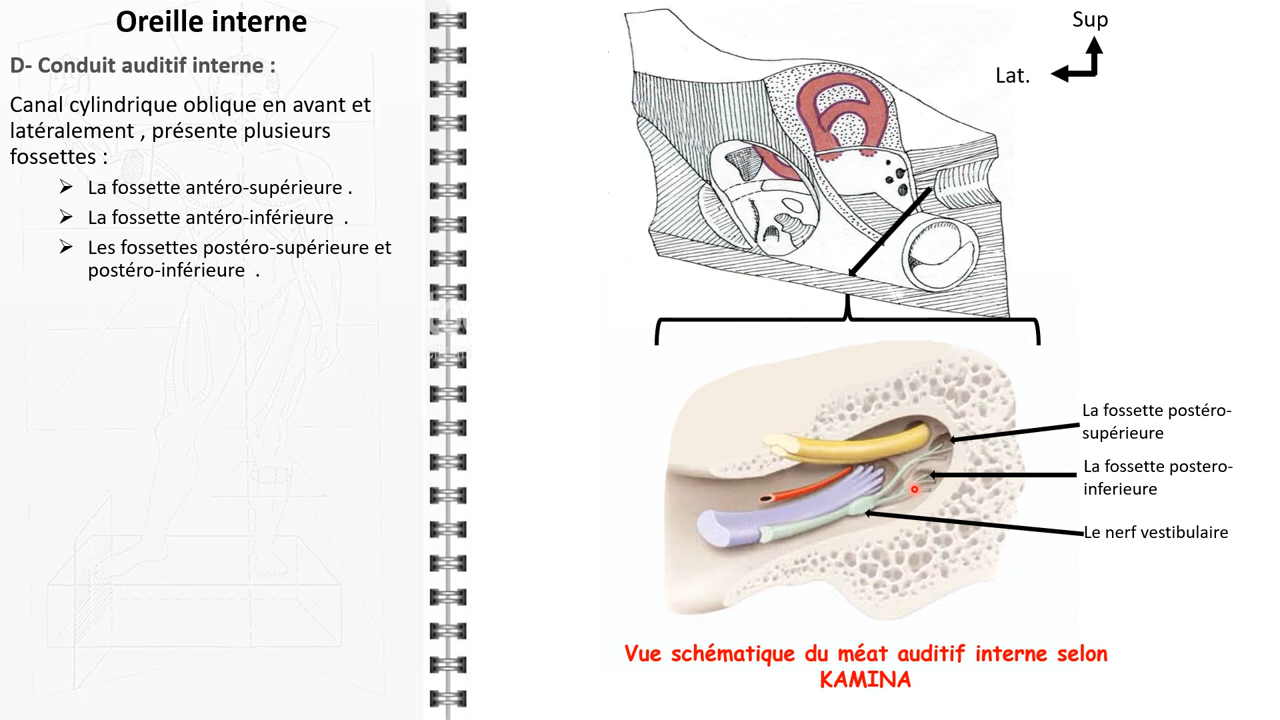 Oreille interne
D- Conduit auditif interne :
Canal cylindrique oblique en avant et
latéralement , présente plusieurs
fossettes :
➢ La fossette antéro-supérieure .
➢ La fossette antéro-inférieure .
➢ Les fossettes postéro-supérieure et
postéro-inférieure .
Sup
Lat.
La fossette postéro-
supérieure
La fossette postero-
inferieure
Le nerf vestibulaire
Vue schématique du méat auditif interne selon
KAMINA